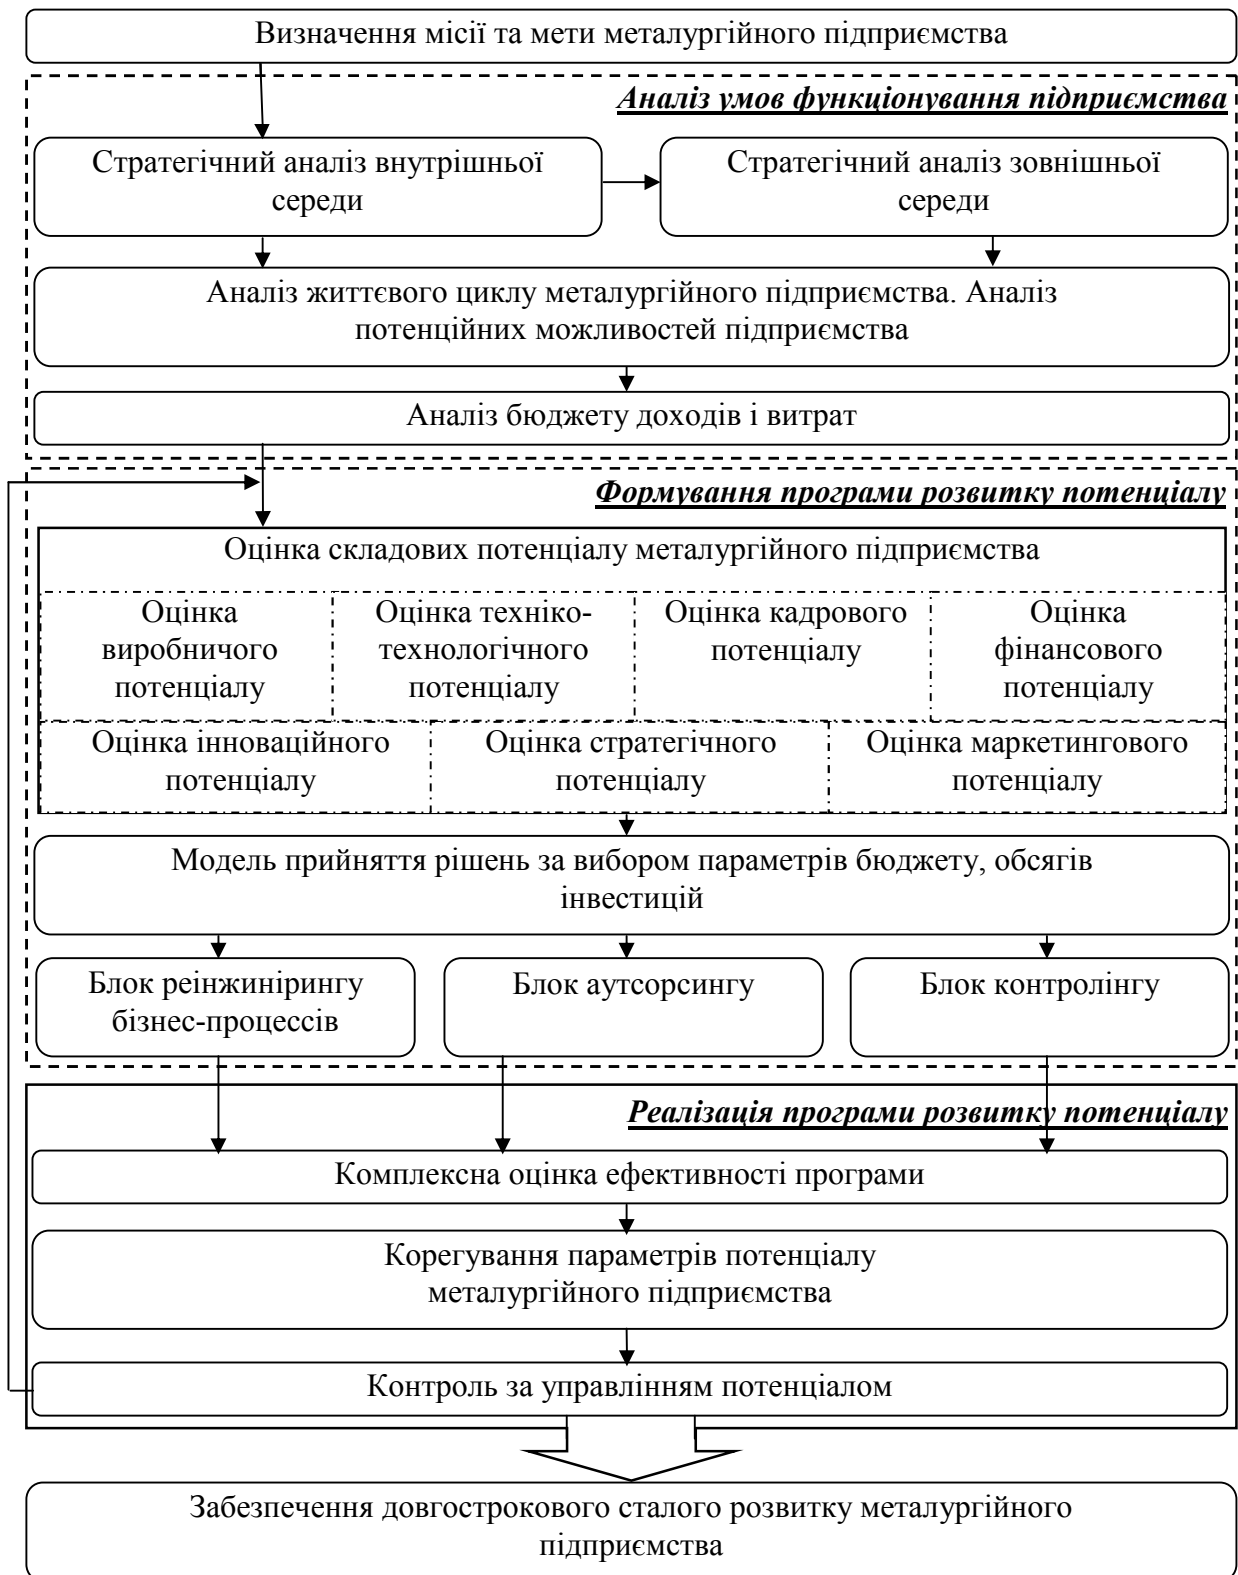 Визначення місії та мети металургійного підприємства
Аналіз умов функціонування підприємства
Стратегічний аналіз внутрішньої
середи
Стратегічний аналіз зовнішньої
середи
Аналіз життєвого циклу металургійного підприємства. Аналіз
потенційних можливостей підприємства
Аналіз бюджету доходів і витрат
Формування програми розвитку потенціалу
Оцінка складових потенціалу металургійного підприємства
Оцінка
виробничого
потенціалу
Оцінка техніко-
технологічного
потенціалу
Оцінка кадрового
потенціалу
Оцінка
фінансового
потенціалу
Оцінка інноваційного
потенціалу
Оцінка стратегічного
потенціалу
Оцінка маркетингового
потенціалу
Модель прийняття рішень за вибором параметрів бюджету, обсягів
інвестицій
Блок реінжинірингу
бізнес-процессів
Блок аутсорсингу
Блок контролінгу
Реалізація програми розвитку потенціалу
Комплексна оцінка ефективності програми
Корегування параметрів потенціалу
металургійного підприємства
Контроль за управлінням потенціалом
Забезпечення довгострокового сталого розвитку металургійного
підприємства